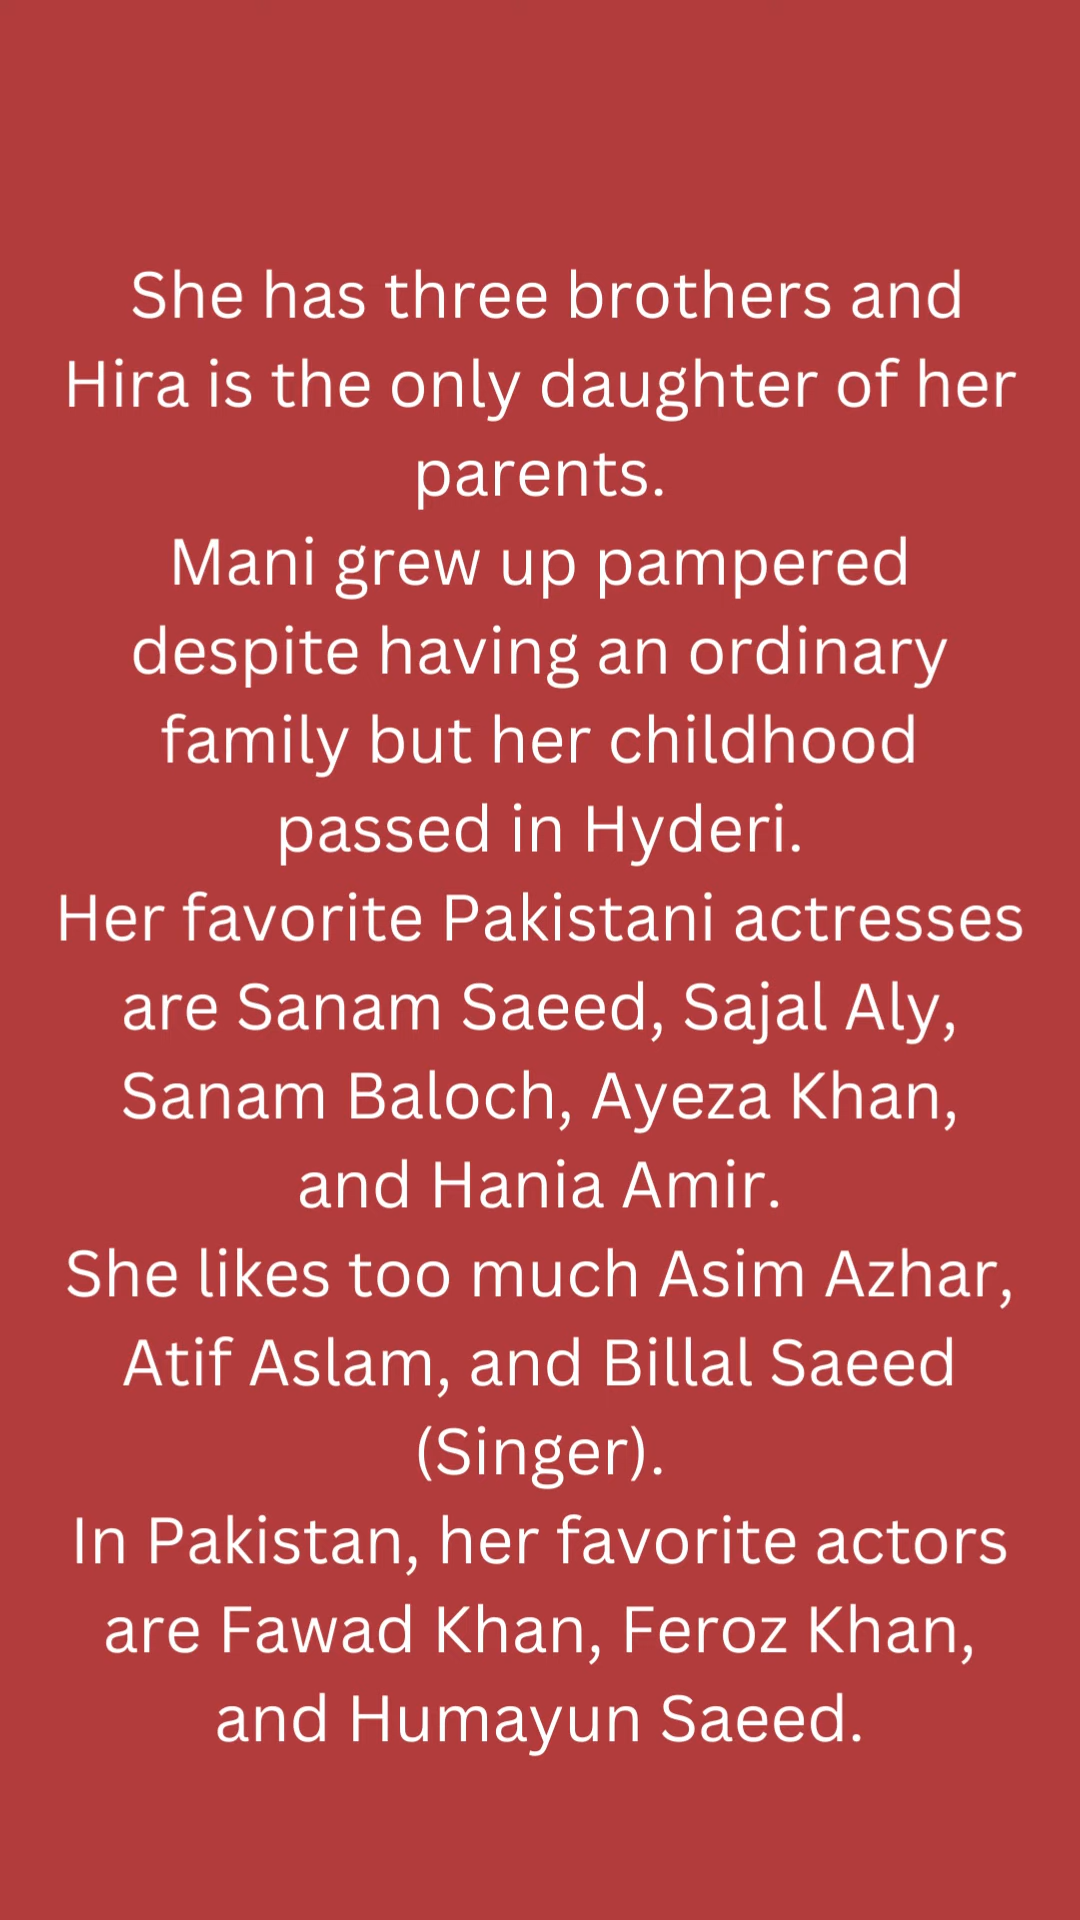 She has three brothers and
Hira is the only daughter of her
parents.
Mani grew up pampered
despite having an ordinary
family but her childhood
passed in Hyderi.
Her favorite Pakistani actresses
are Sanam Saeed, Sajal Aly,
Sanam Baloch, Ayeza Khan,
and Hania Amir.
She likes too much Asim Azhar,
Atif Aslam, and Billal Saeed
(Singer).
In Pakistan, her favorite actors
are Fawad Khan, Feroz Khan,
and Humayun Saeed.